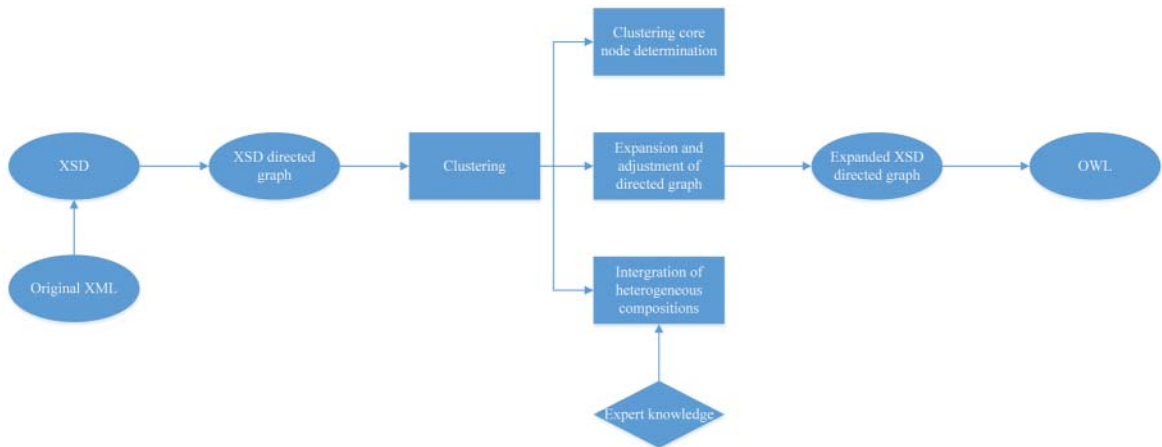 Clustering core
node determination
XSD
XSD directed
graph
Clustering
Expansion and
adjustment of
directed graph
Expanded XSD
directed graph
OWL
Original XML
Intergration of
heterogeneous
compositions
Expert knowledge